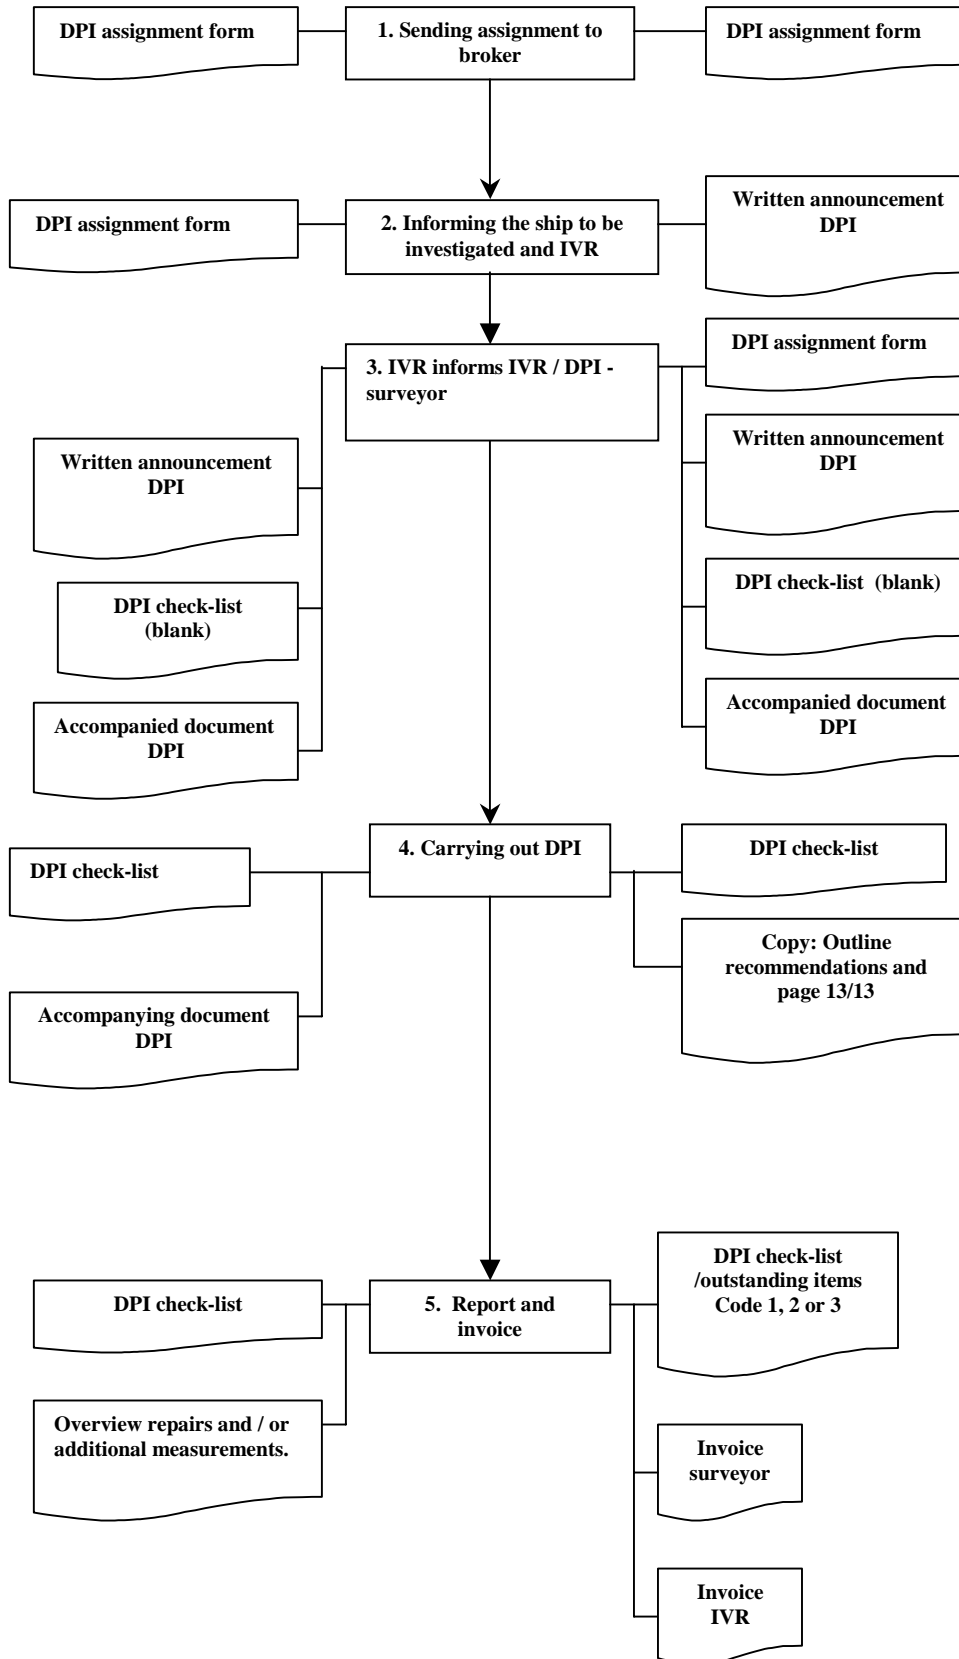 DPI assignment form
1. Sending assignment to
broker
DPI assignment form
DPI assignment form
2. Informing the ship to be
investigated and IVR
Written announcement
DPI
3. IVR informs IVR / DPI -
surveyor
DPI assignment form
Written announcement
DPI
Written announcement
DPI
DPI check-list
(blank)
DPI check-list (blank)
Accompanied document
DPI
Accompanied document
DPI
DPI check-list
4. Carrying out DPI
DPI check-list
Accompanying document
DPI
Copy: Outline
recommendations and
page 13/13
DPI check-list
5. Report and
invoice
DPI check-list
/outstanding items
Code 1, 2 or 3
Overview repairs and / or
additional measurements.
Invoice
surveyor
Invoice
IVR